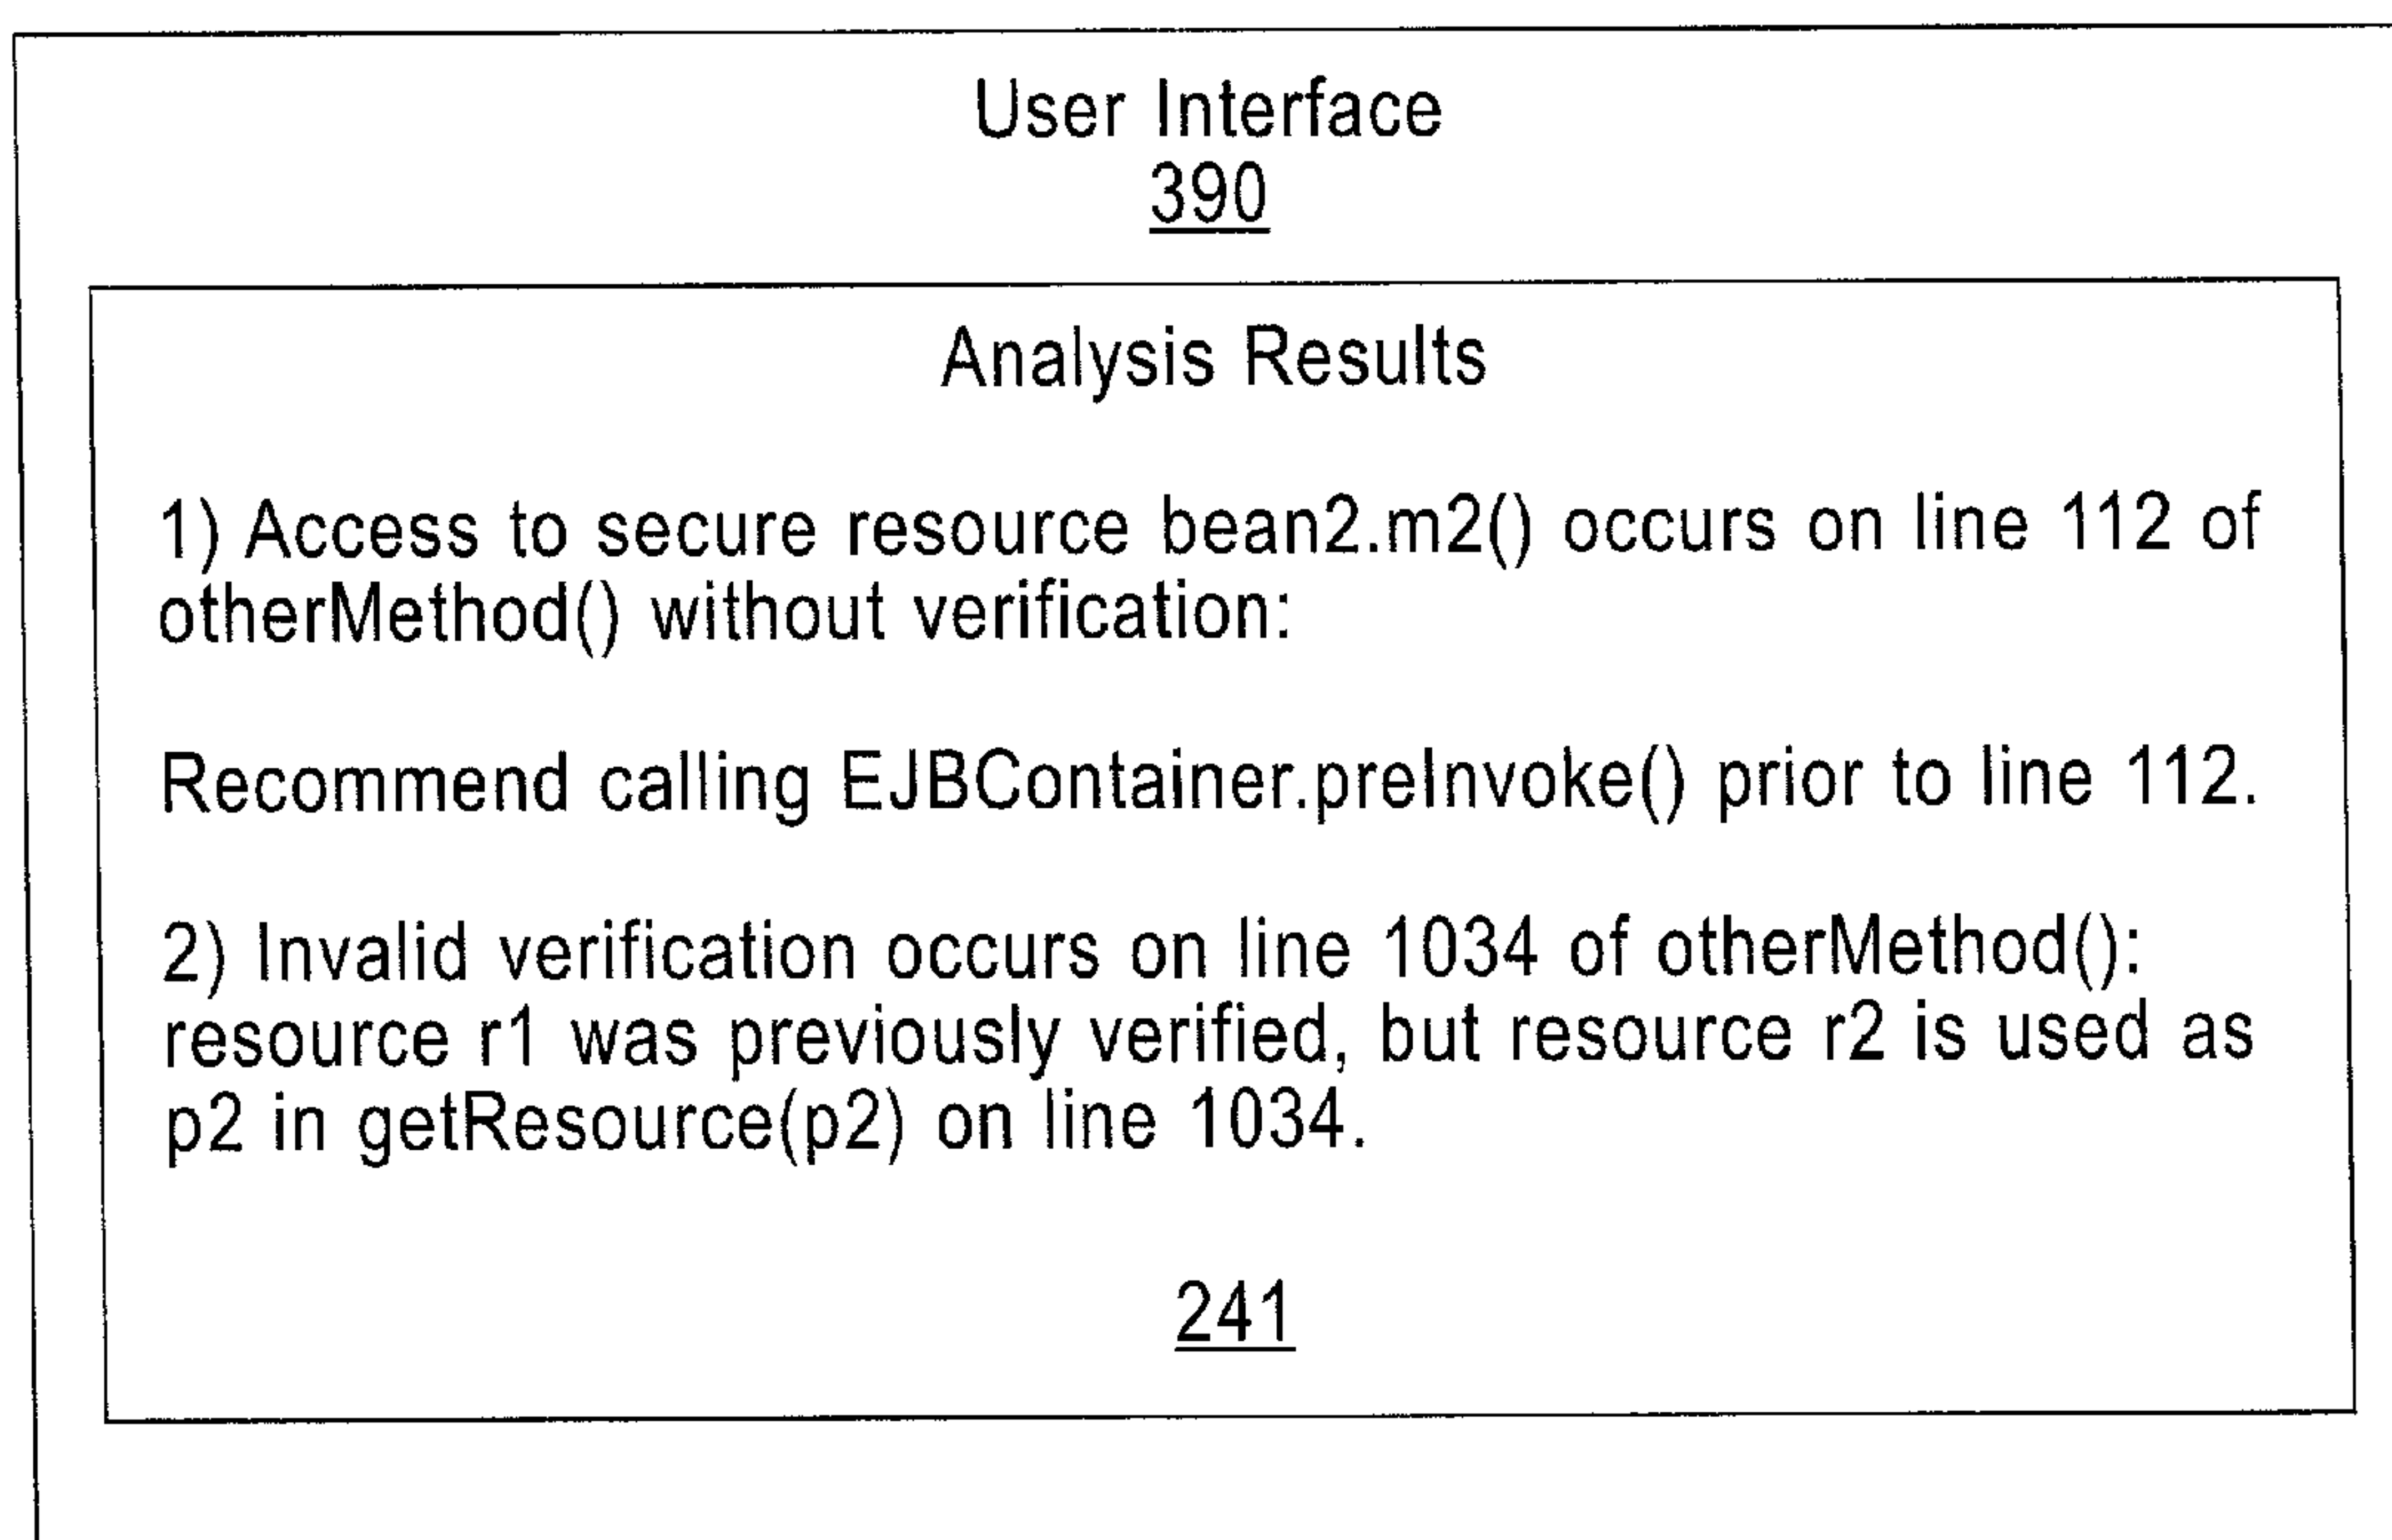 User Interface
390
Analysis Results
1) Access to secure resource bean2.m2() occurs on line 112 of
otherMethod() without verification:
Recommend calling EJBContainer.preInvoke() prior to line 112.
2) Invalid verification occurs on line 1034 of otherMethod():
resource r1 was previously verified, but resource r2 is used as
p2 in getResource(p2) on line 1034.
241